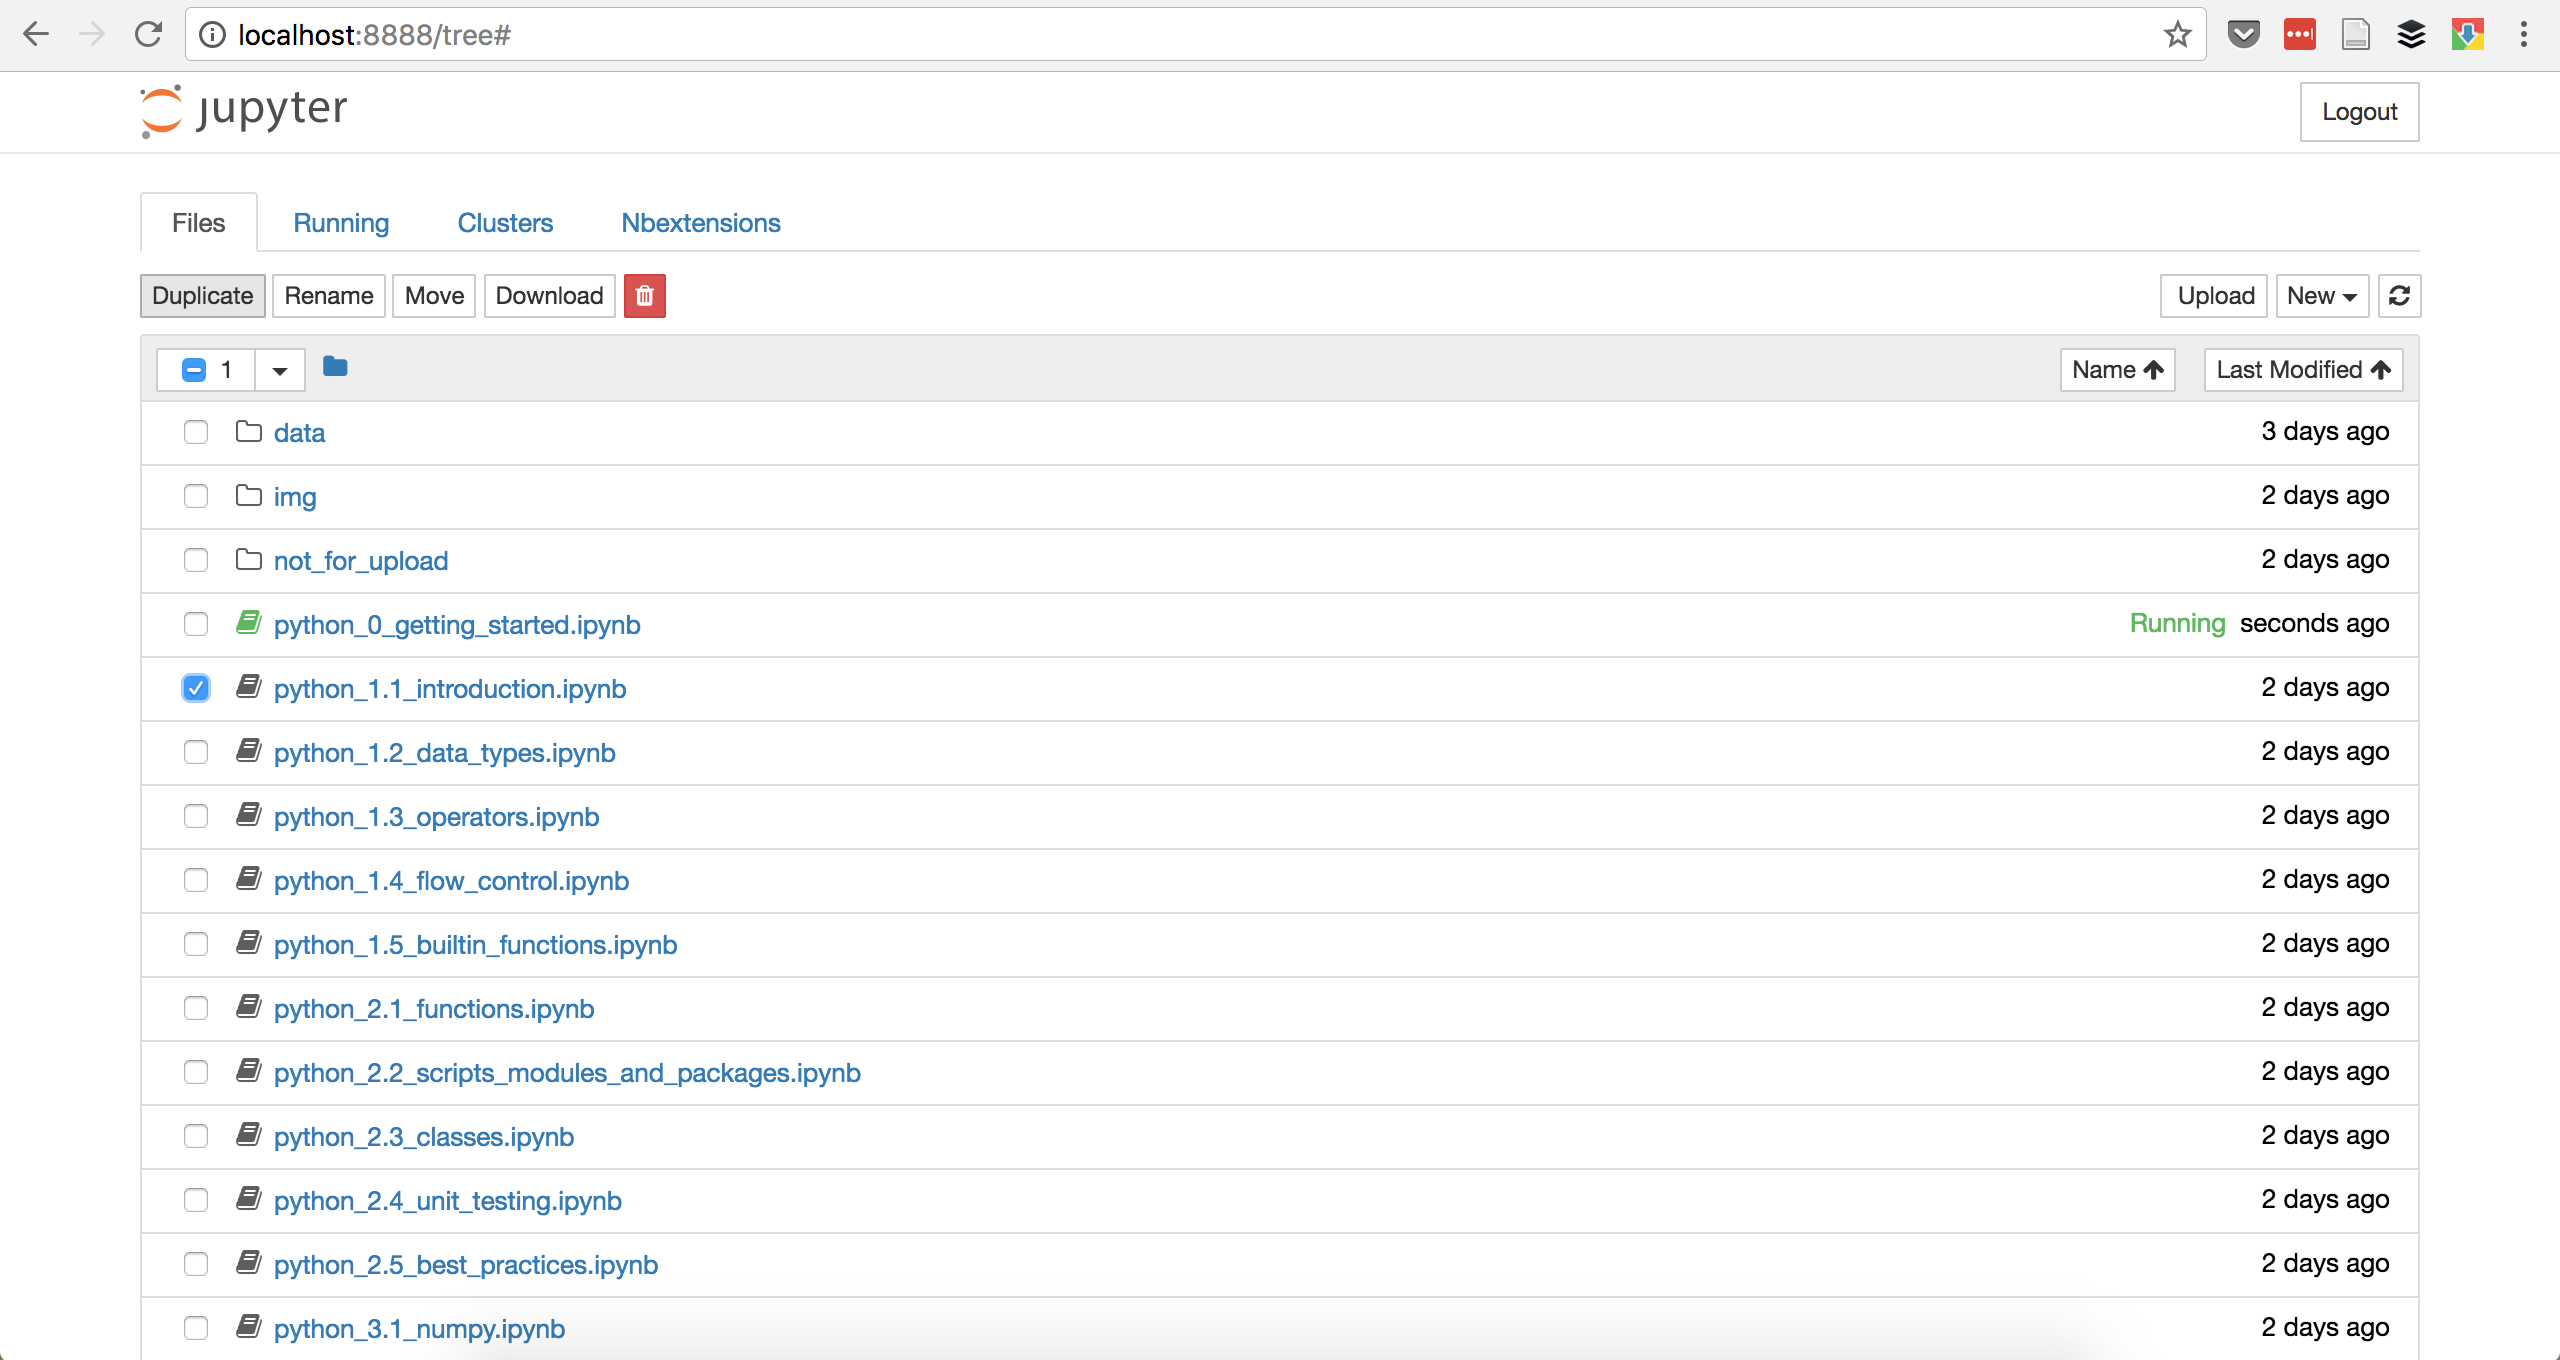 localhost:8888/tree#
jupyter
Logout
Files Running Clusters Nbextensions
Duplicate Rename Move Download Upload New
1 Name Last Modified
data 3 days ago
img 2 days ago
not_for_upload 2 days ago
python_0_getting_started.ipynb Running seconds ago
python_1.1_introduction.ipynb 2 days ago
python_1.2_data_types.ipynb 2 days ago
python_1.3_operators.ipynb 2 days ago
python_1.4_flow_control.ipynb 2 days ago
python_1.5_builtin_functions.ipynb 2 days ago
python_2.1_functions.ipynb 2 days ago
python_2.2_scripts_modules_and_packages.ipynb 2 days ago
python_2.3_classes.ipynb 2 days ago
python_2.4_unit_testing.ipynb 2 days ago
python_2.5_best_practices.ipynb 2 days ago
python_3.1_numpy.ipynb 2 days ago